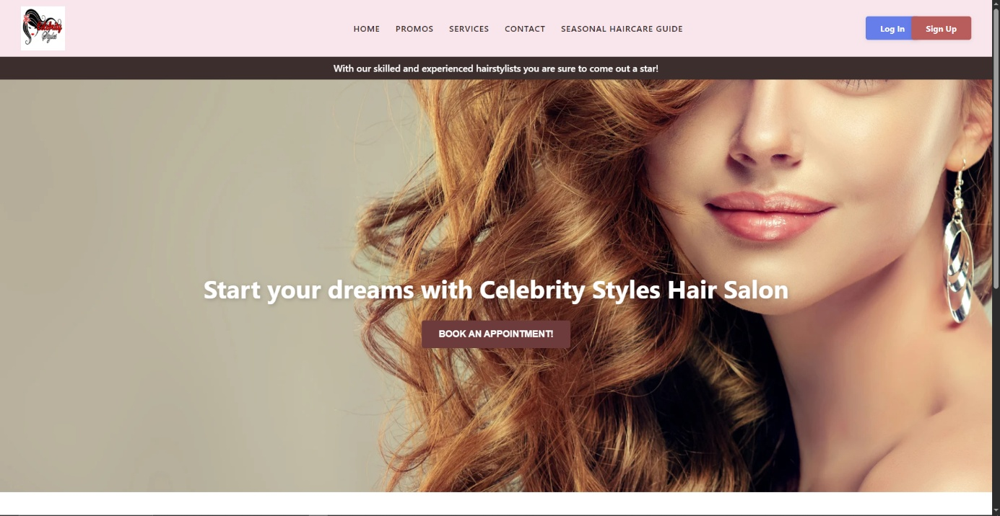 Celebrity
Styles
HOME PROMOS SERVICES CONTACT SEASONAL HAIRCARE GUIDE
Log In Sign Up
With our skilled and experienced hairstylists you are sure to come out a star!
Start your dreams with Celebrity Styles Hair Salon
BOOK AN APPOINTMENT!